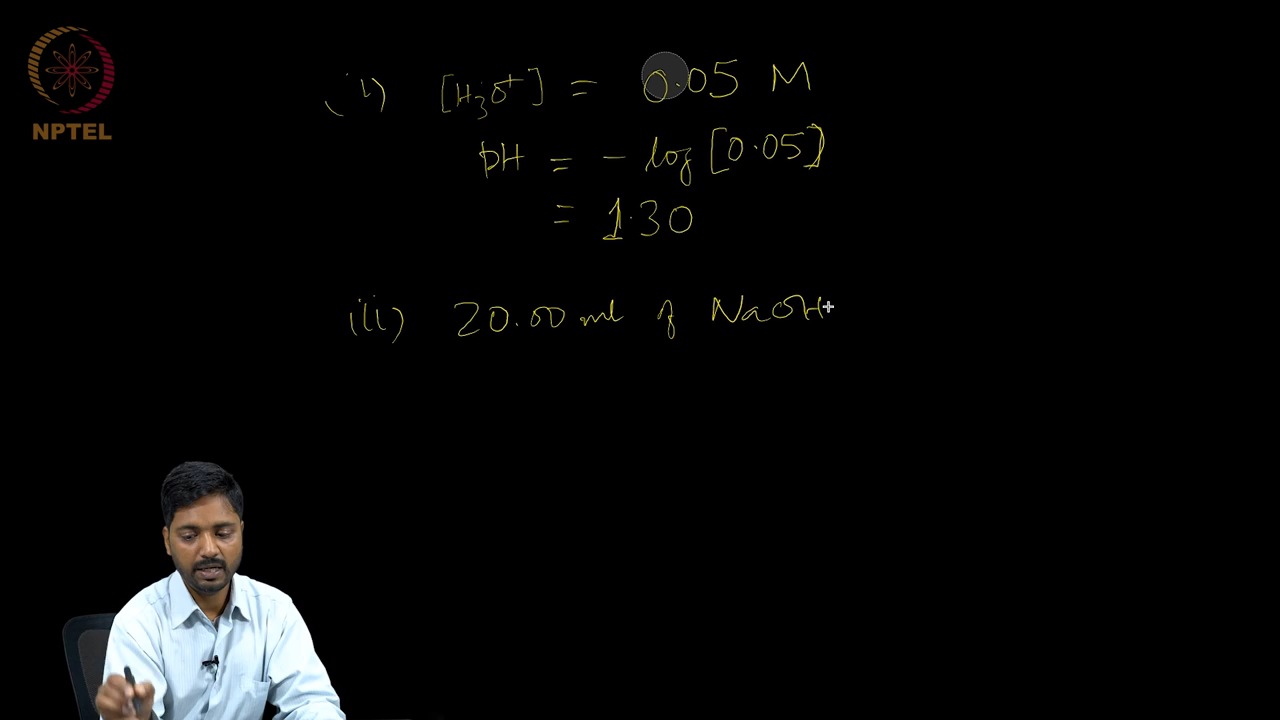 NPTEL
(i) [H3O+] = 0.05 M
pH = - log [0.05]
= 1.30
(ii) 20.00 ml of NaOH